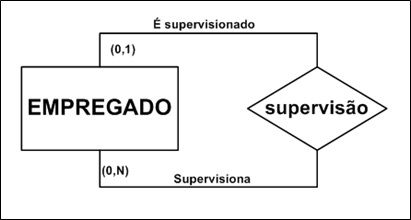 É supervisionado
(0,1)
EMPREGADO
supervisão
(0,N)
Supervisiona